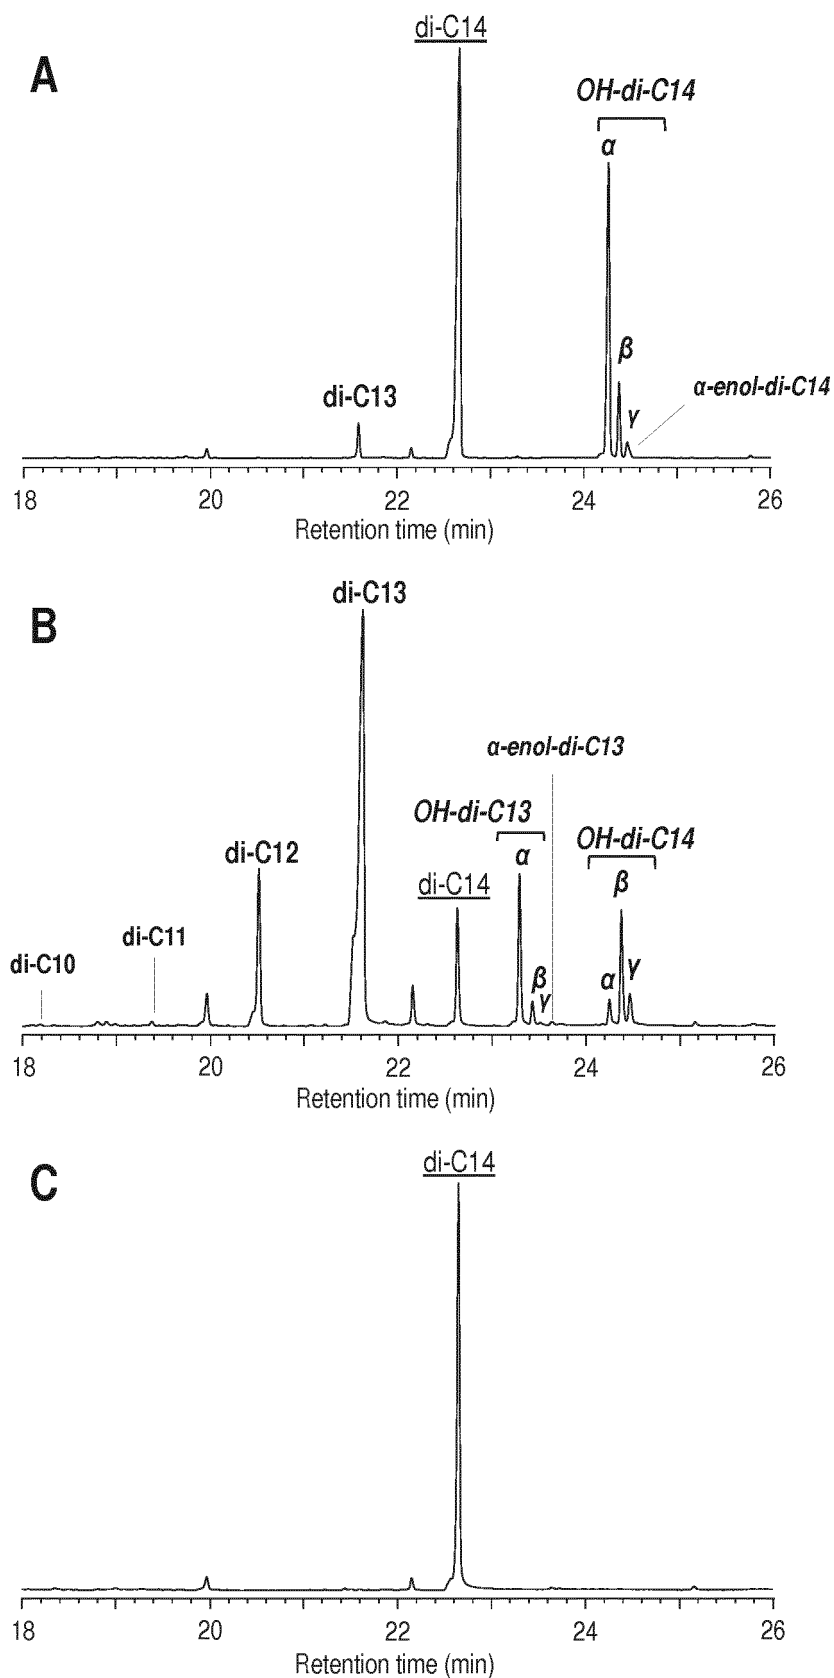 A
di-C14
OH-di-C14
α
β
γ
α-enol-di-C14
di-C13
18 20 22 24 26
Retention time (min)
B
di-C13
α-enol-di-C13
OH-di-C13
OH-di-C14
di-C12
α
di-C14
β
di-C11
di-C10
β
γ
α
γ
18 20 22 24 26
Retention time (min)
C
di-C14
18 20 22 24 26
Retention time (min)